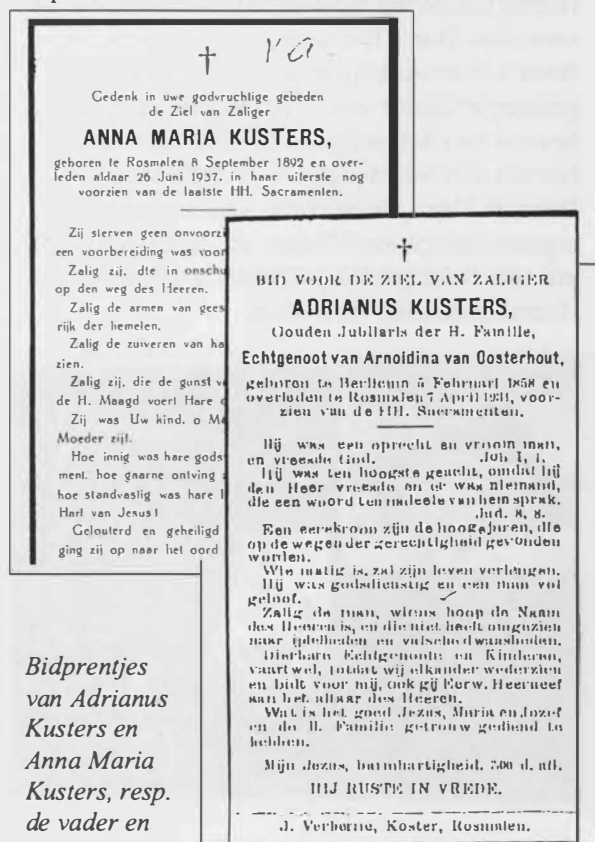 †
Gedenk in uwe godvruchtige gebeden
de Ziel van Zaliger
ANNA MARIA KUSTERS,
geboren te Rosmalen 8 September 1892 en over-
leden aldaar 26 Juni 1937, in haar uiterste nog
voorzien van de laatste HH. Sacramenten.
Zij sterven geen onvoorzi
een voorbereiding was voor
Zalig zij, die in onschu
op den weg des Heeren.
Zalig de armen van gees
rijk der hemelen.
Zalig de zuiveren van ha
zien.
Zalig zij, die de gunst v
de H. Maagd voert Hare
Zij was Uw kind, o M
Moeder zijt.
Hoe innig was hare gods
ment, hoe gaarne ontving
hoe standvastig was hare l
Hart van Jesus!
Gelouterd en geheiligd
ging zij op naar het oord
†
BID VOOR DE ZIEL VAN ZALIGER
ADRIANUS KUSTERS,
Gouden Jubilaris der H. Familie,
Echtgenoot van Arnoldina van Oosterhout,
geboren te Berlicum 5 Februari 1858 en
overleden te Rosmalen 7 April 1931, voor-
zien van de HH. Sacramenten.
Hij was een oprecht en vroom man,
en vreesde God. Job I, 1.
Hij was ten hoogste geacht, omdat hij
den Heer vreesde en er was niemand,
die een woord ten nadeele van hem sprak.
Jud. 8, 8.
Een eerekroon zijn de hooge jaren, die
op de wegen der gerechtigheid gevonden
worden.
Wie matig is, zal zijn leven verlengen.
Hij was godsdienstig en een man vol
geloof.
Zalig de man, wiens hoop de Naam
des Heeren is, en die niet heeft omgezien
naar ijdelheden en valsche dwaasheden.
Dierbare Echtgenoote en Kinderen,
vaartwel, totdat wij elkander wederzien
en bidt voor mij, ook gij Eerw. Heerneef
aan het altaar des Heeren.
Wat is het goed Jezus, Maria en Jozef
en de H. Familie getrouw gediend te
hebben.
Mijn Jezus, barmhartigheid. 300 d. afl.
HIJ RUSTE IN VREDE.
J. Verherne, Koster, Rosmalen.
Bidprentjes
van Adrianus
Kusters en
Anna Maria
Kusters, resp.
de vader en